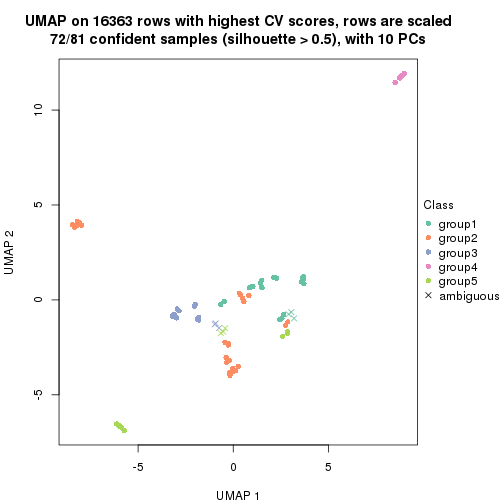 UMAP on 16363 rows with highest CV scores, rows are scaled
72/81 confident samples (silhouette > 0.5), with 10 PCs
10
5
0
-5
UMAP 2
-5
0
5
UMAP 1
Class
group1
group2
group3
group4
group5
ambiguous